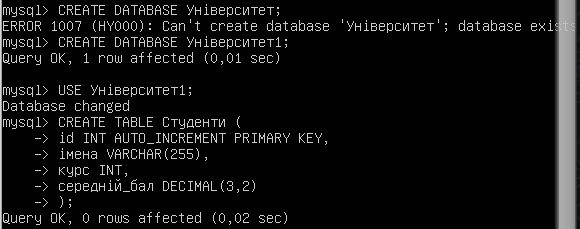 mysql> CREATE DATABASE Університет;
ERROR 1007 (HY000): Can't create database 'Університет'; database exists
mysql> CREATE DATABASE Університет1;
Query OK, 1 row affected (0,01 sec)
mysql> USE Університет1;
Database changed
mysql> CREATE TABLE Студенти (
-> id INT AUTO_INCREMENT PRIMARY KEY,
-> імена VARCHAR(255),
-> курс INT,
-> середній_бал DECIMAL(3,2)
-> );
Query OK, 0 rows affected (0,02 sec)